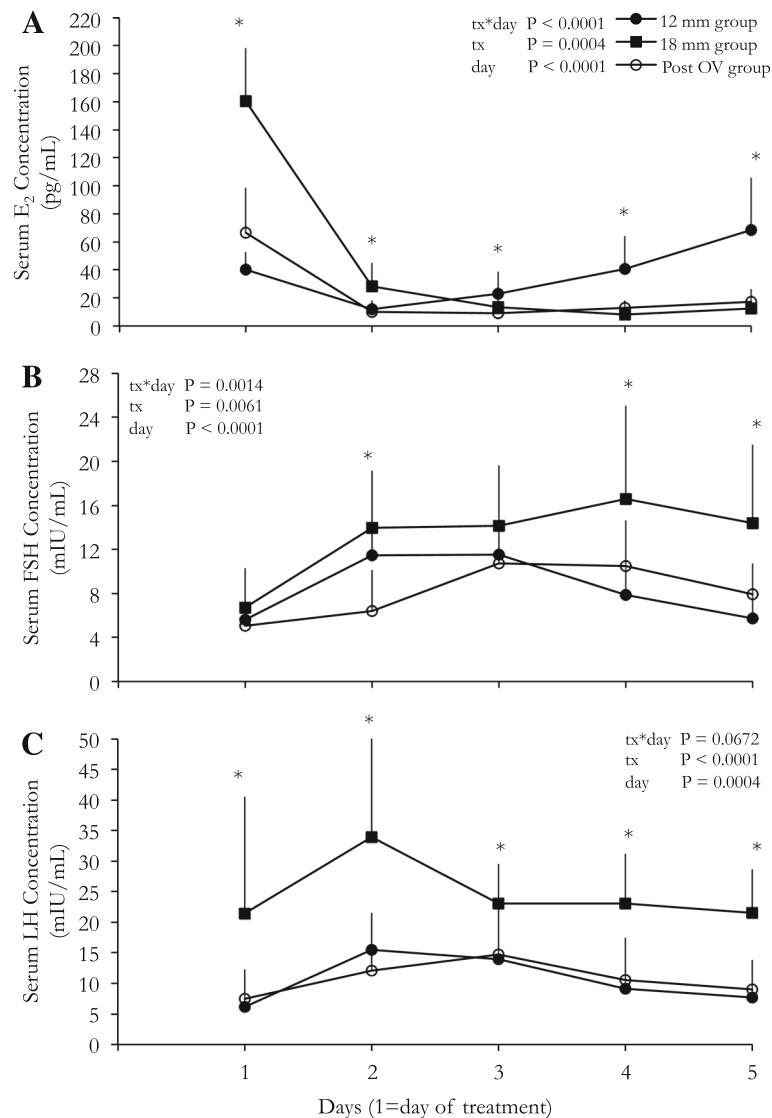 A
tx*day P < 0.0001
tx P = 0.0004
day P < 0.0001
12 mm group
18 mm group
Post OV group
Serum E₂ Concentration
(pg/mL)
220
200
180
160
140
120
100
80
60
40
20
0
*
*
*
*
*
B
tx*day P = 0.0014
tx P = 0.0061
day P < 0.0001
Serum FSH Concentration
(mIU/mL)
28
24
20
16
12
8
4
0
*
*
*
C
tx*day P = 0.0672
tx P < 0.0001
day P = 0.0004
Serum LH Concentration
(mIU/mL)
50
45
40
35
30
25
20
15
10
5
0
*
*
*
*
*
1 2 3 4 5
Days (1=day of treatment)